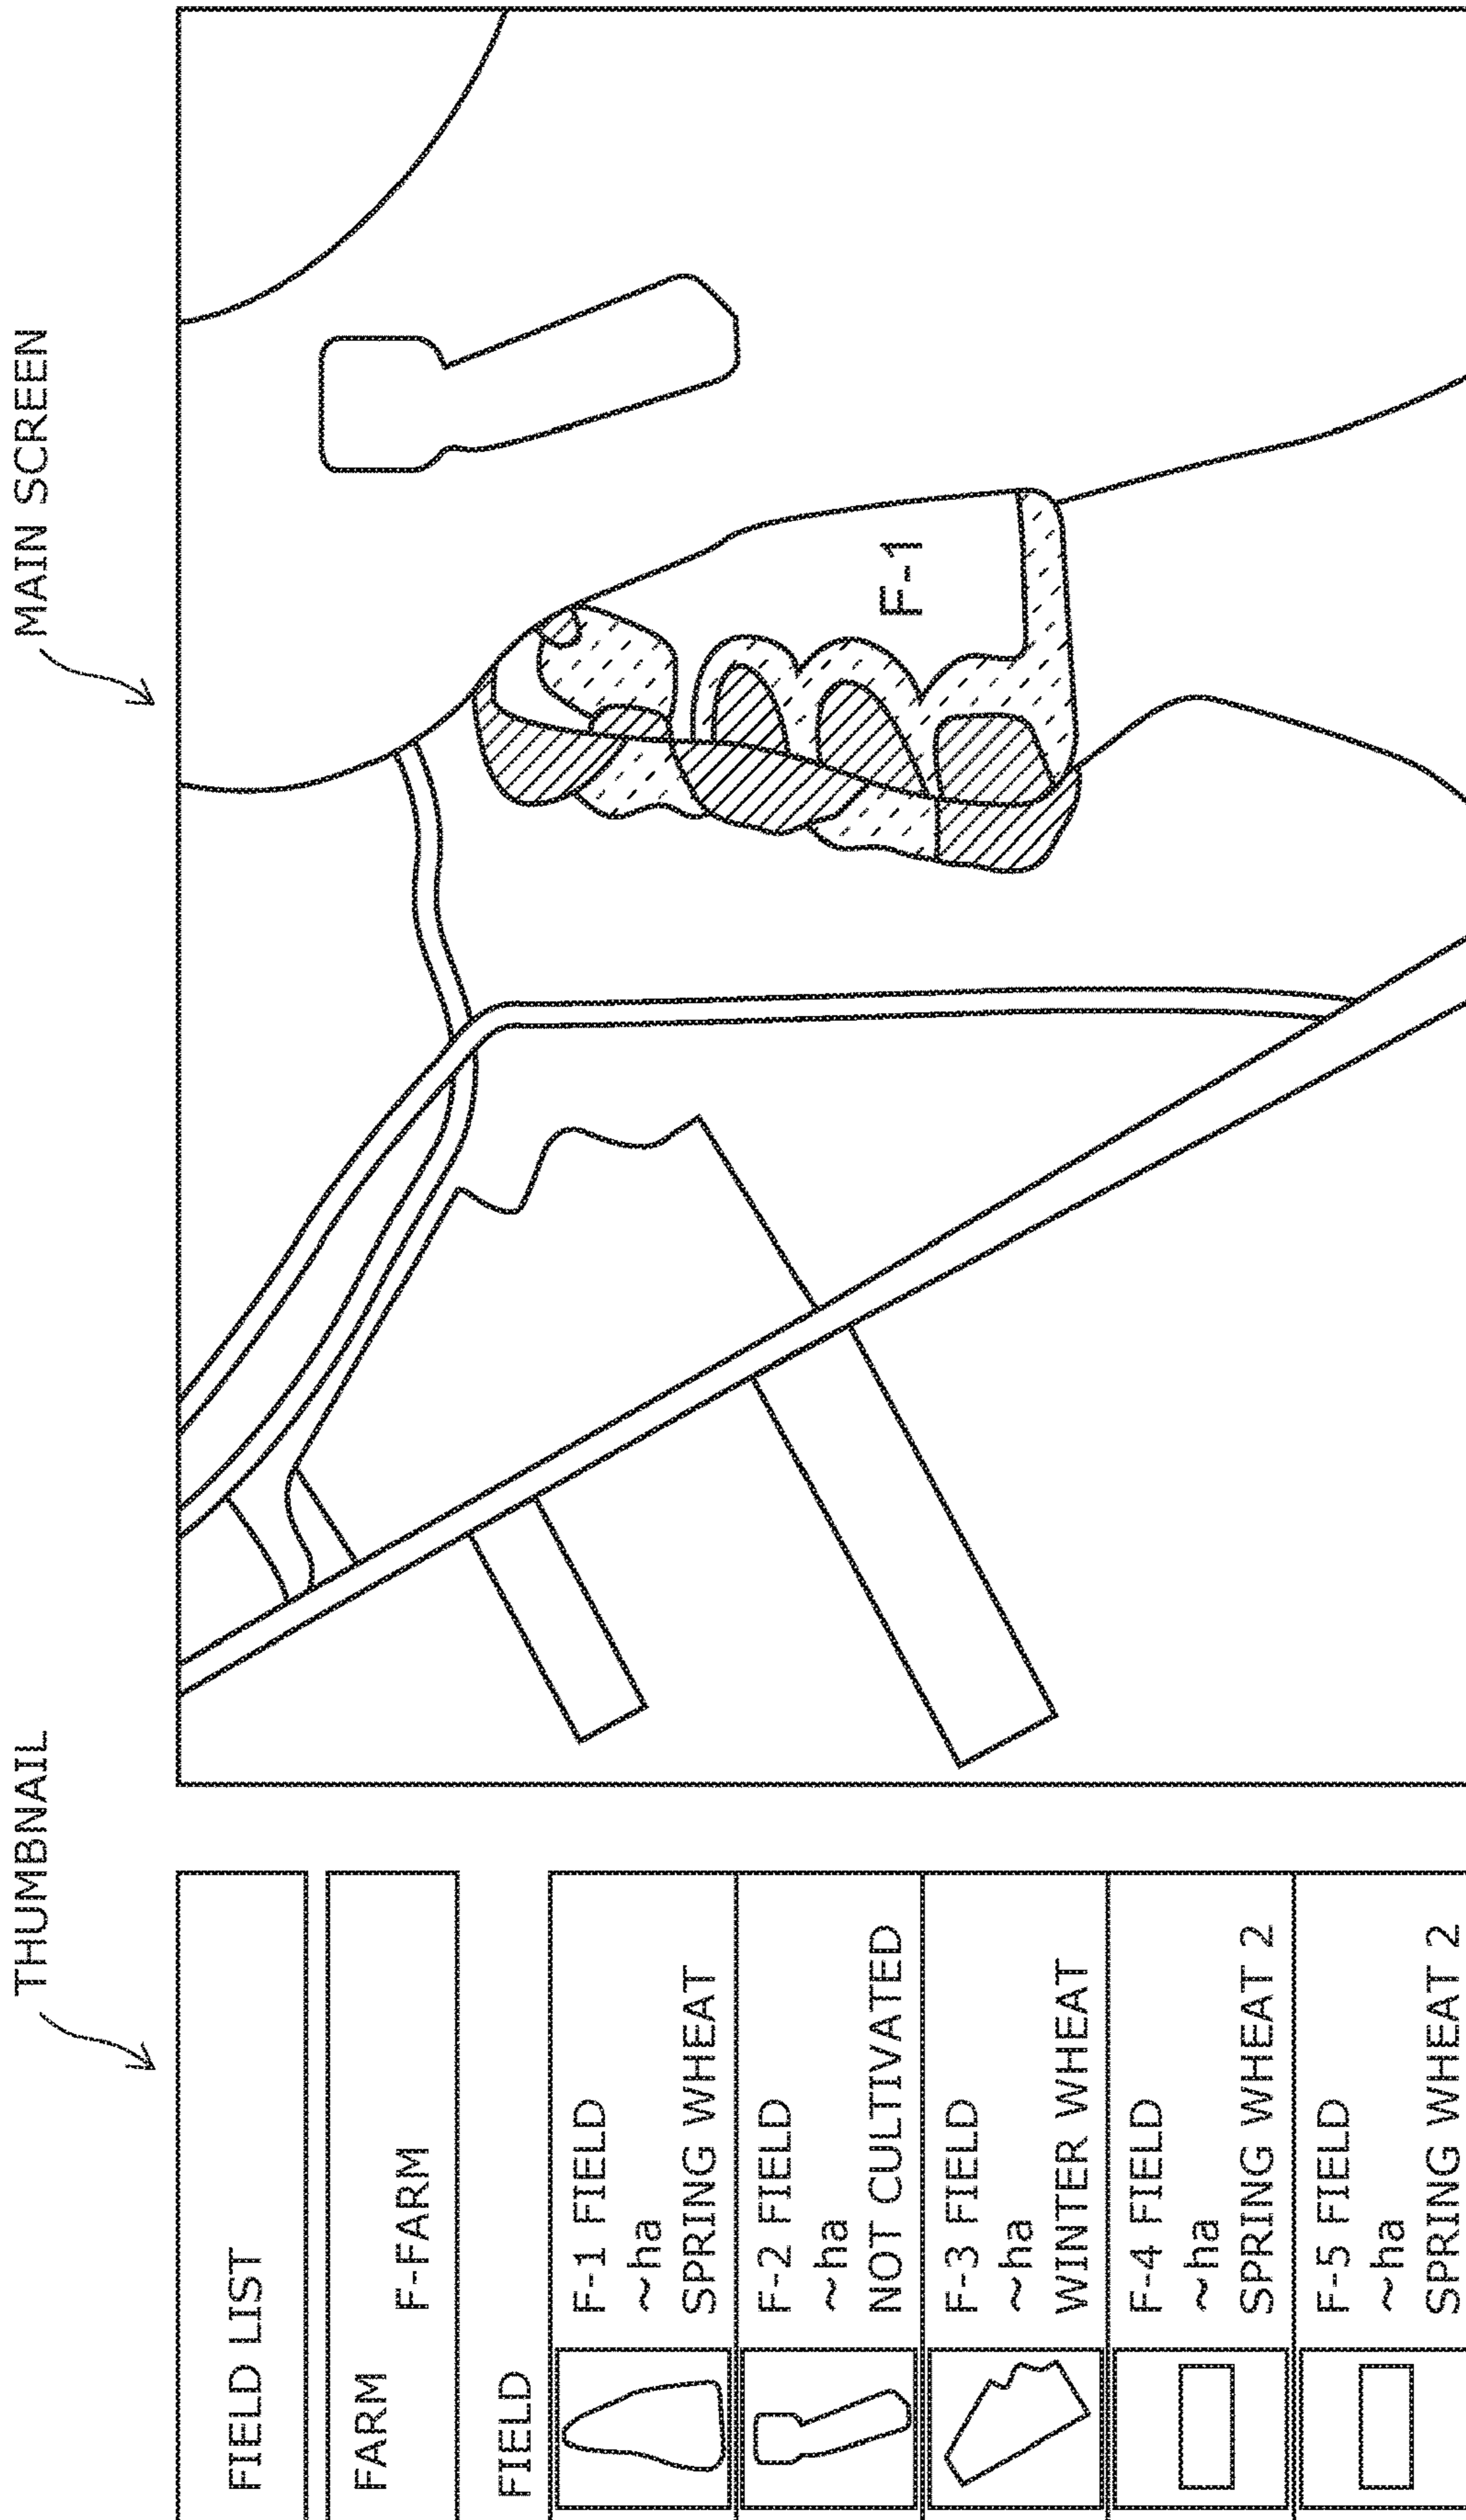 THUMBNAIL
MAIN SCREEN
FIELD LIST
FARM
F-FARM
FIELD
F-1 FIELD
~ha
SPRING WHEAT
F-2 FIELD
~ha
NOT CULTIVATED
F-3 FIELD
~ha
WINTER WHEAT
F-4 FIELD
~ha
SPRING WHEAT 2
F-5 FIELD
~ha
SPRING WHEAT 2
F-1